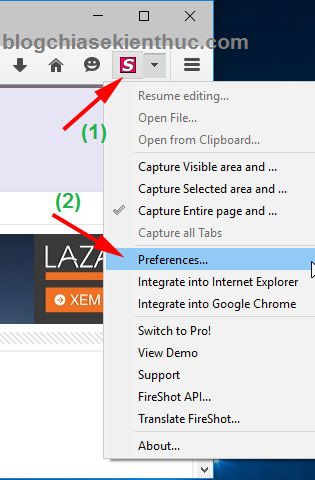 blogchiasekienthuc.com
S
(1)
Resume editing...
Open File...
Open from Clipboard...
Capture Visible area and ...
Capture Selected area and ...
(2)
Capture Entire page and ...
Capture all Tabs
LAZA
Preferences...
XEM
Integrate into Internet Explorer
Integrate into Google Chrome
Switch to Pro!
View Demo
Support
FireShot API...
Translate FireShot...
About...